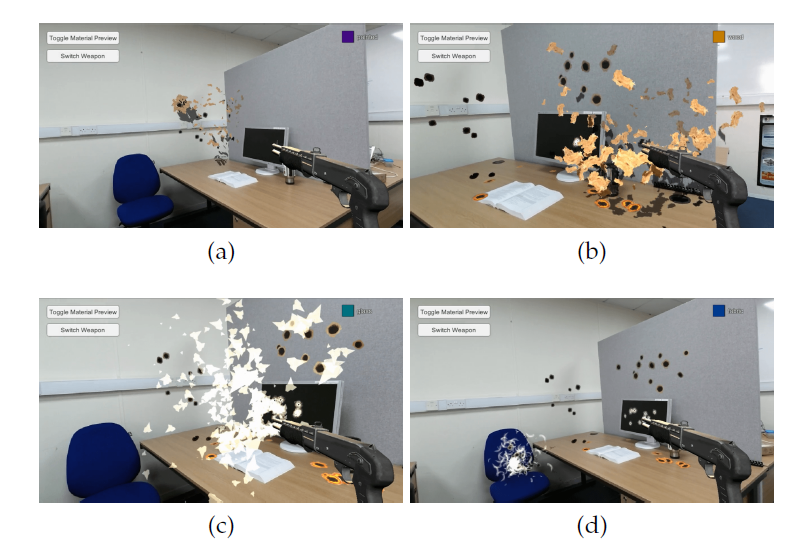 Toggle Material Preview
Switch Weapon
painted
Toggle Material Preview
Switch Weapon
wood
(a)
(b)
Toggle Material Preview
Switch Weapon
glass
Toggle Material Preview
Switch Weapon
fabric
(c)
(d)